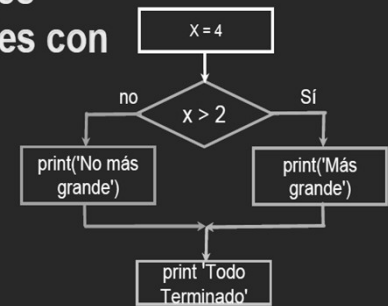 es con
X = 4
no
Sí
x > 2
print('No más
grande')
print('Más
grande')
print 'Todo
Terminado'